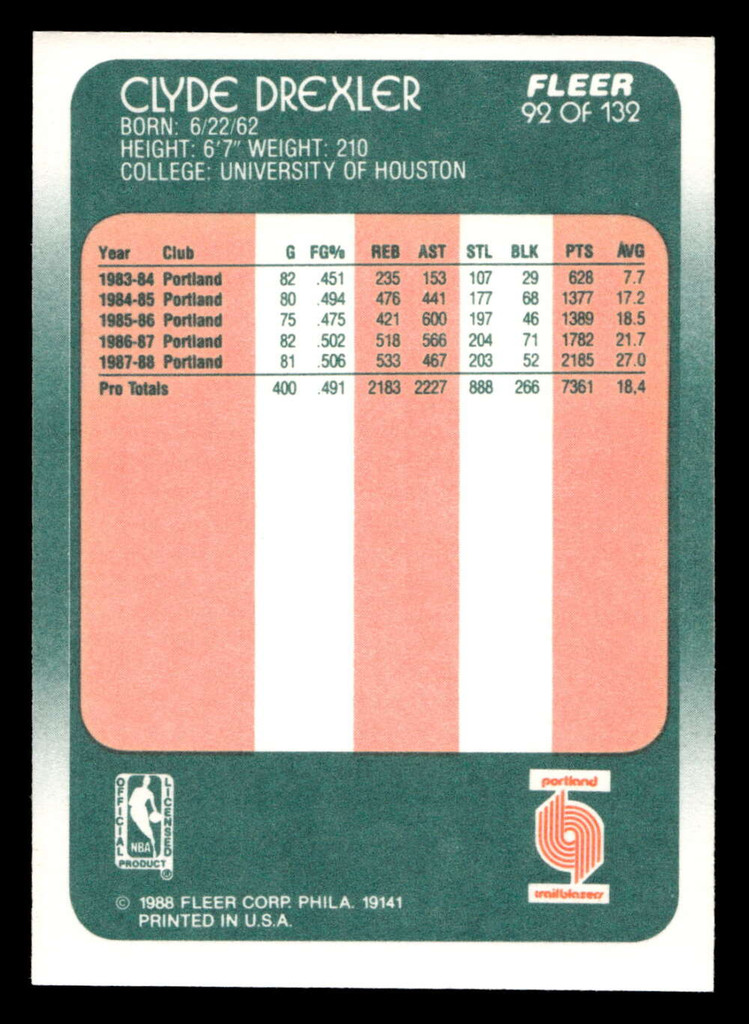 CLYDE DREXLER
FLEER
92 OF 132
BORN: 6/22/62
HEIGHT: 6'7" WEIGHT: 210
COLLEGE: UNIVERSITY OF HOUSTON
Year Club G FG% REB AST STL BLK PTS AVG
1983-84 Portland 82 .451 235 153 107 29 628 7.7
1984-85 Portland 80 .494 476 441 177 68 1377 17.2
1985-86 Portland 75 .475 421 600 197 46 1389 18.5
1986-87 Portland 82 .502 518 566 204 71 1782 21.7
1987-88 Portland 81 .506 533 467 203 52 2185 27.0
Pro Totals 400 .491 2183 2227 888 266 7361 18,4
OFFICIAL
LICENSED
NBA
PRODUCT ©
portland
trailblazers
© 1988 FLEER CORP. PHILA. 19141
PRINTED IN U.S.A.